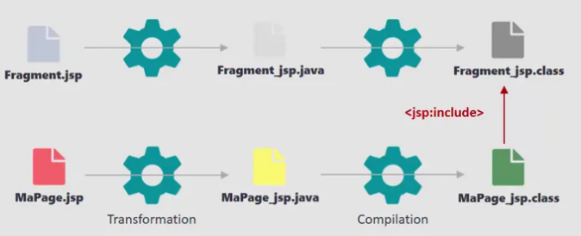 Fragment.jsp
Fragment_jsp.java
Fragment_jsp.class
<jsp:include>
MaPage.jsp
MaPage_jsp.java
MaPage_jsp.class
Transformation
Compilation